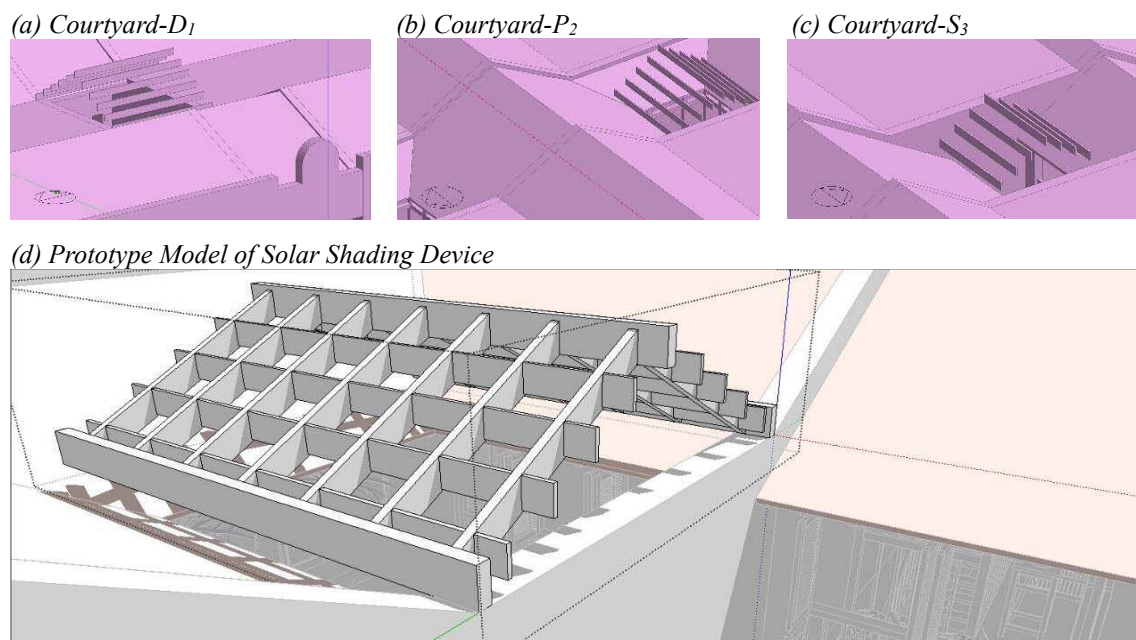 (a) Courtyard-D₁
(b) Courtyard-P₂
(c) Courtyard-S₃
(d) Prototype Model of Solar Shading Device